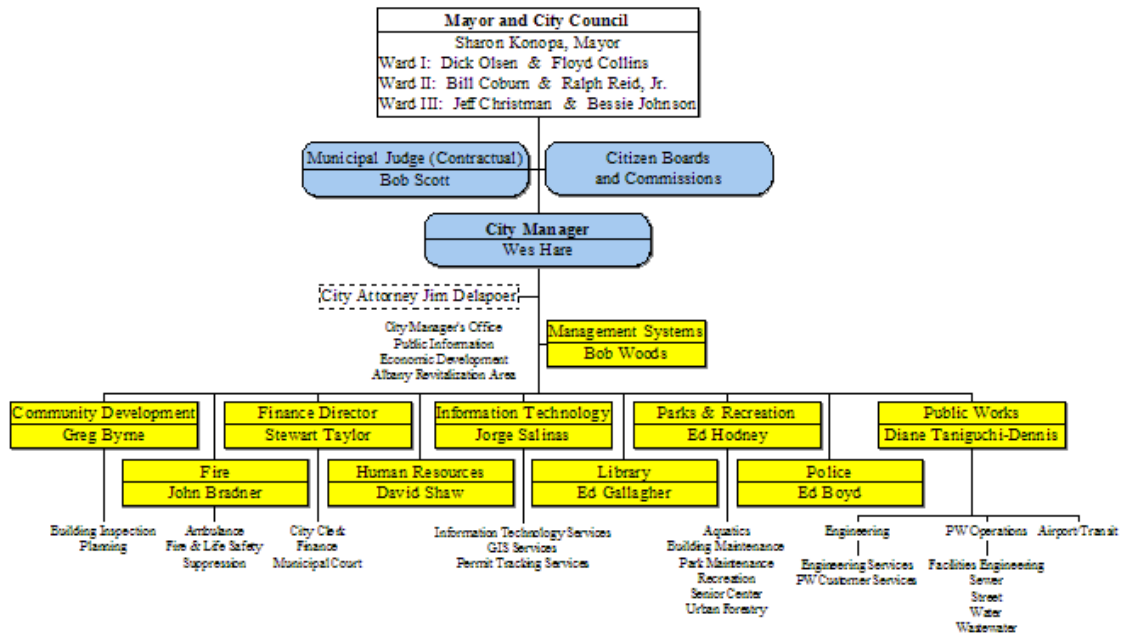 Mayor and City Council
Sharon Konopa, Mayor
Ward I: Dick Olsen & Floyd Collins
Ward II: Bill Coburn & Ralph Reid, Jr.
Ward III: Jeff Christman & Bessie Johnson
Municipal Judge (Contractual)
Bob Scott
Citizen Boards
and Commissions
City Manager
Wes Hare
City Attorney Jim Delapoer
City Manager's Office
Public Information
Economic Development
Albany Revitalization Area
Management Systems
Bob Woods
Community Development
Greg Byrne
Finance Director
Stewart Taylor
Information Technology
Jorge Salinas
Parks & Recreation
Ed Hodney
Public Works
Diane Taniguchi-Dennis
Fire
John Bradner
Human Resources
David Shaw
Library
Ed Gallagher
Police
Ed Boyd
Building Inspection
Planning
Ambulance
Fire & Life Safety
Suppression
City Clerk
Finance
Municipal Court
Information Technology Services
GIS Services
Permit Tracking Services
Aquatics
Building Maintenance
Park Maintenance
Recreation
Senior Center
Urban Forestry
Engineering
Engineering Services
PW Customer Services
PW Operations
Facilities Engineering
Sewer
Street
Water
Wastewater
Airport/Transit